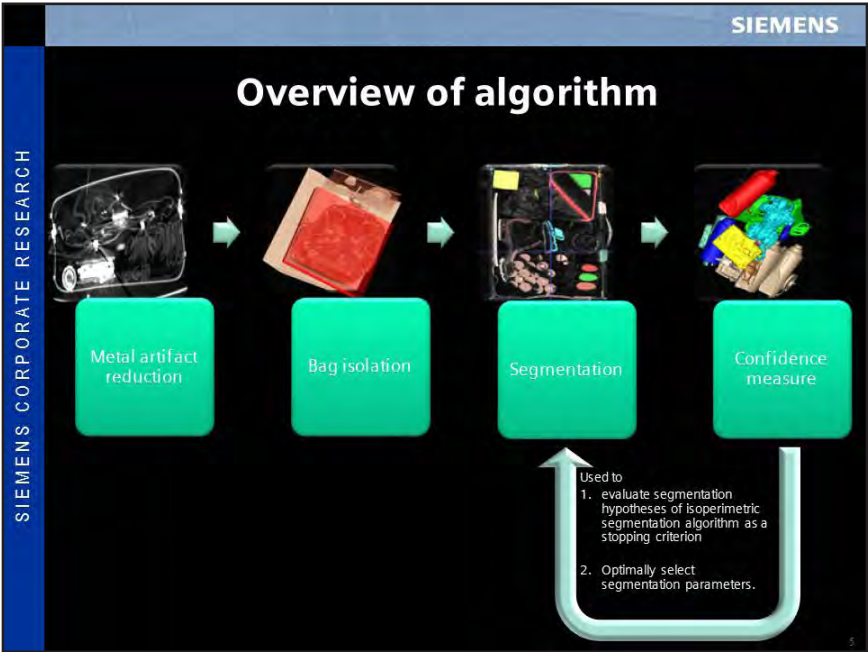 SIEMENS
Overview of algorithm
SIEMENS CORPORATE RESEARCH
Metal artifact
reduction
Bag isolation
Segmentation
Confidence
measure
Used to
1. evaluate segmentation
hypotheses of isoperimetric
segmentation algorithm as a
stopping criterion
2. Optimally select
segmentation parameters.
5